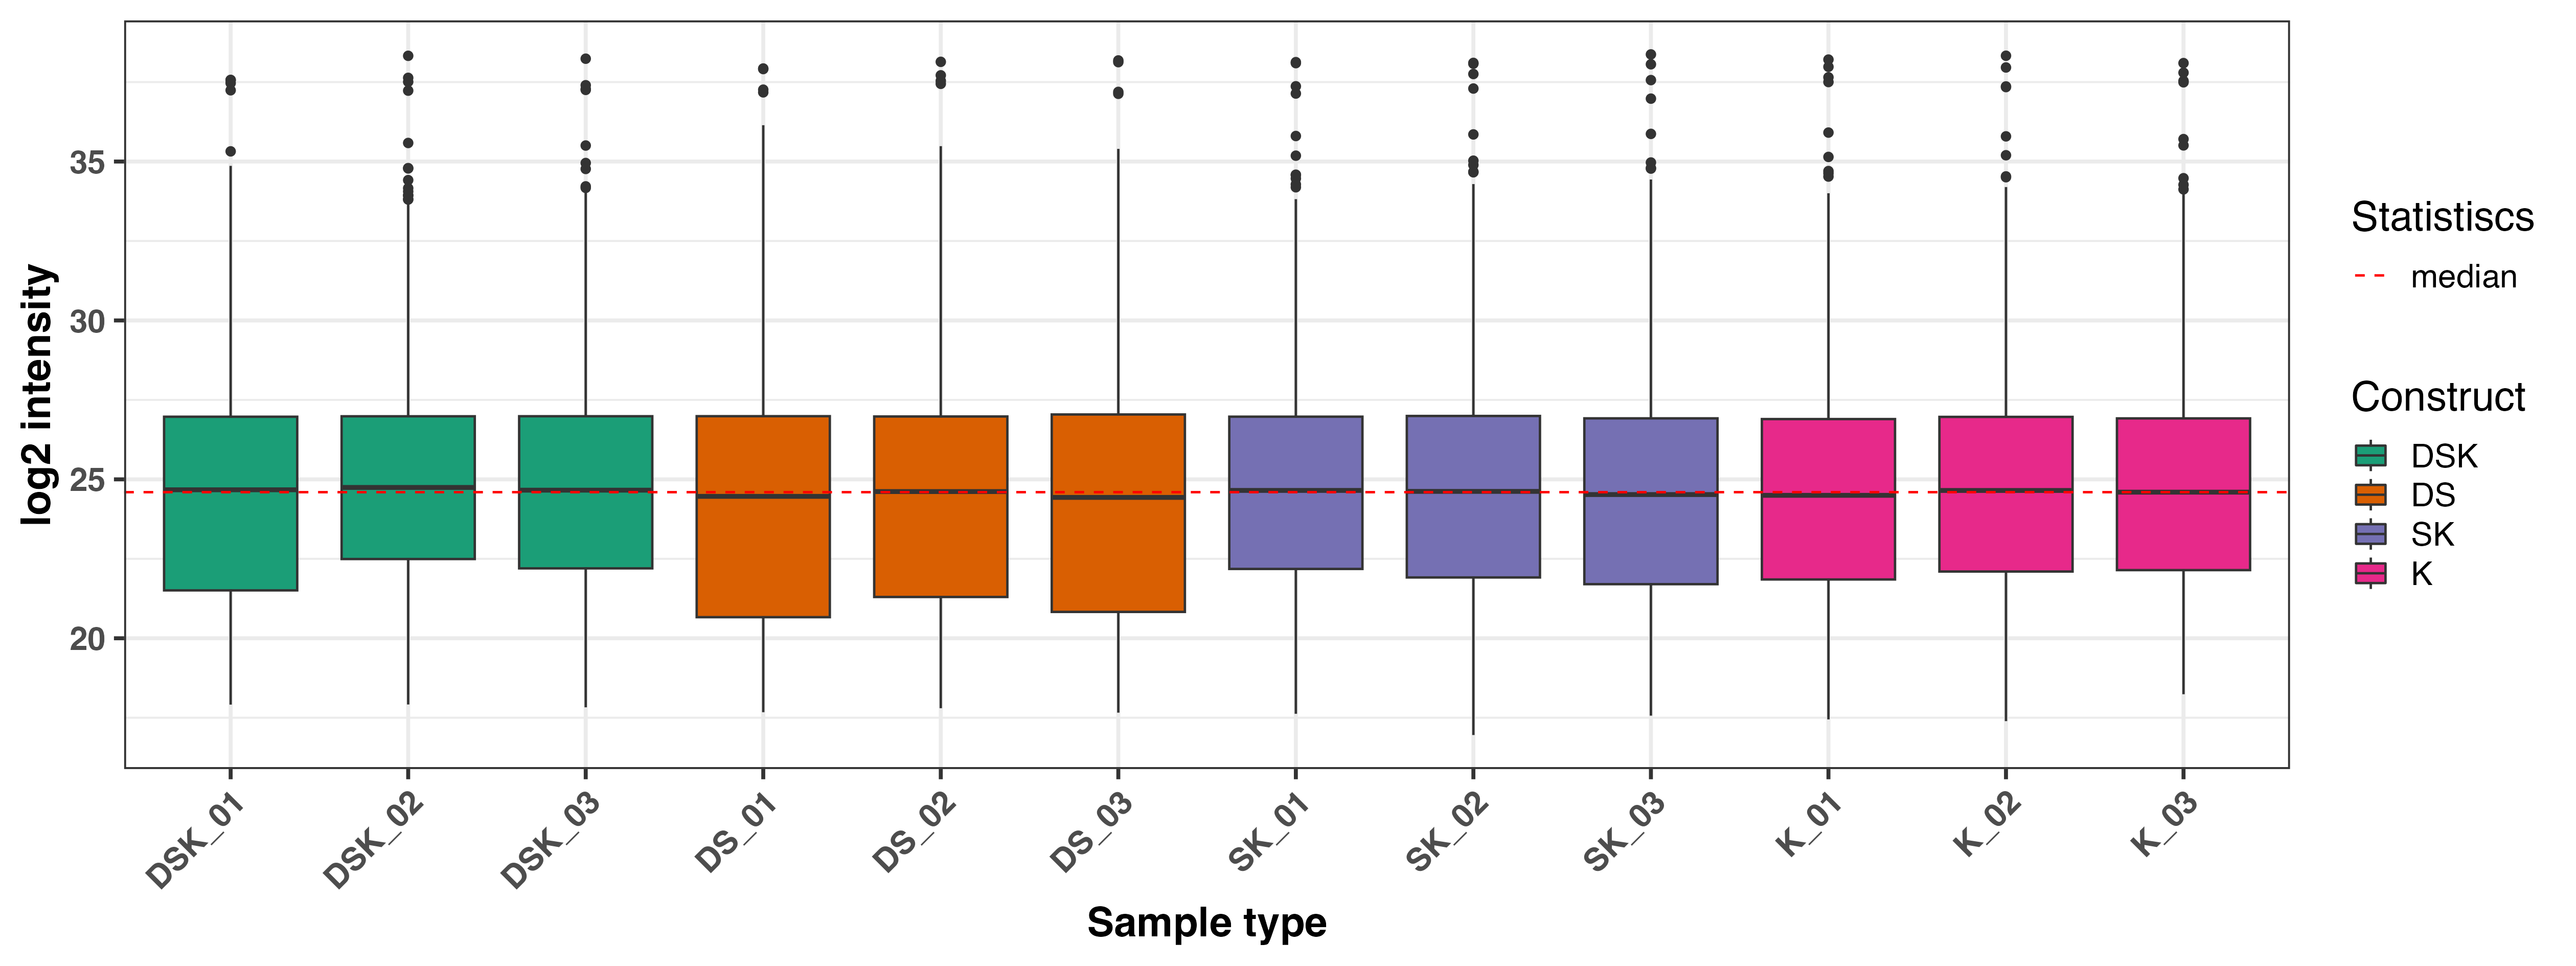 log2 intensity
35
30
25
20
DSK_01
DSK_02
DSK_03
DS_01
DS_02
DS_03
SK_01
SK_02
SK_03
K_01
K_02
K_03
Sample type
Statistiscs
median
Construct
DSK
DS
SK
K